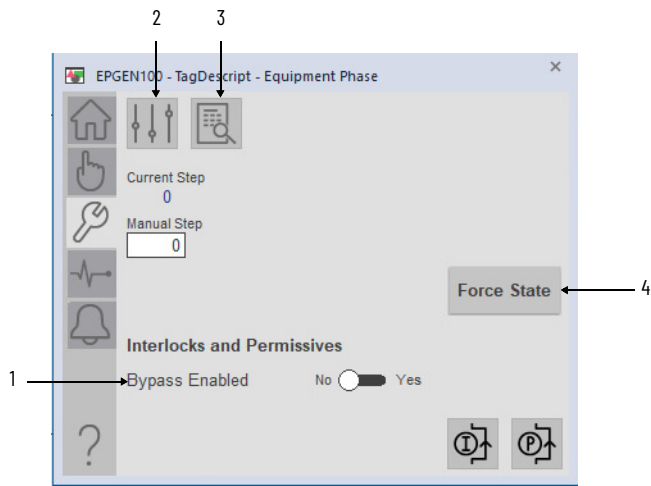 2
3
EPGEN100 - TagDescript - Equipment Phase
Current Step
0
Manual Step
0
Force State
4
Interlocks and Permissives
1
Bypass Enabled
No
Yes
?
I
P